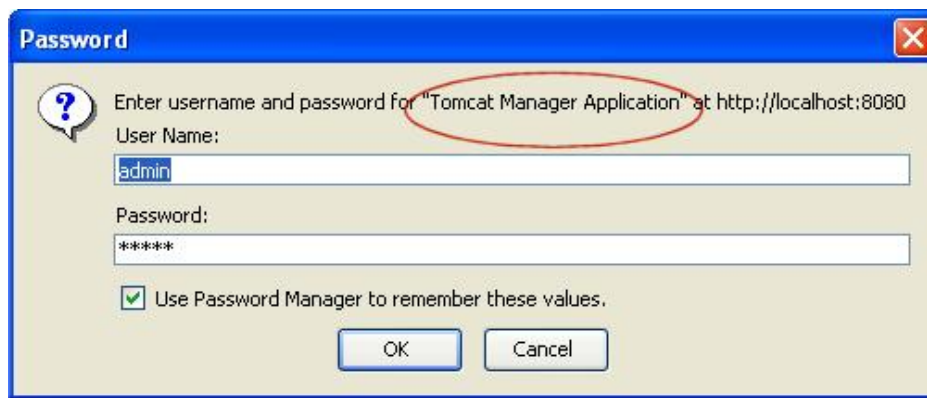 Password
Enter username and password for "Tomcat Manager Application" at http://localhost:8080
User Name:
admin
Password:
*****
Use Password Manager to remember these values.
OK Cancel